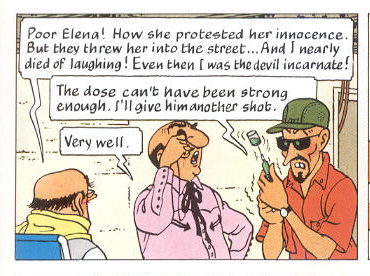 Poor Elena! How she protested her innocence.
But they threw her into the street...And I nearly
died of laughing! Even then I was the devil incarnate!
The dose can't have been strong
enough. I'll give him another shot.
Very well.